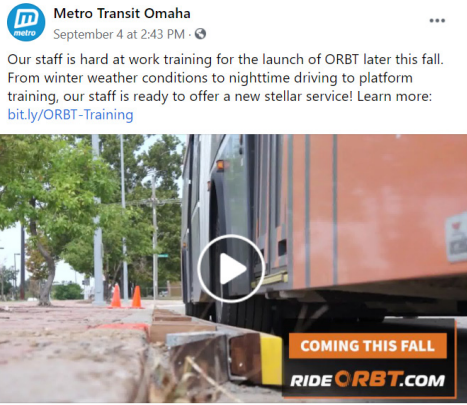 Metro Transit Omaha
September 4 at 2:43 PM ·
Our staff is hard at work training for the launch of ORBT later this fall.
From winter weather conditions to nighttime driving to platform
training, our staff is ready to offer a new stellar service! Learn more:
bit.ly/ORBT-Training
metro
COMING THIS FALL
RIDEORBT.COM